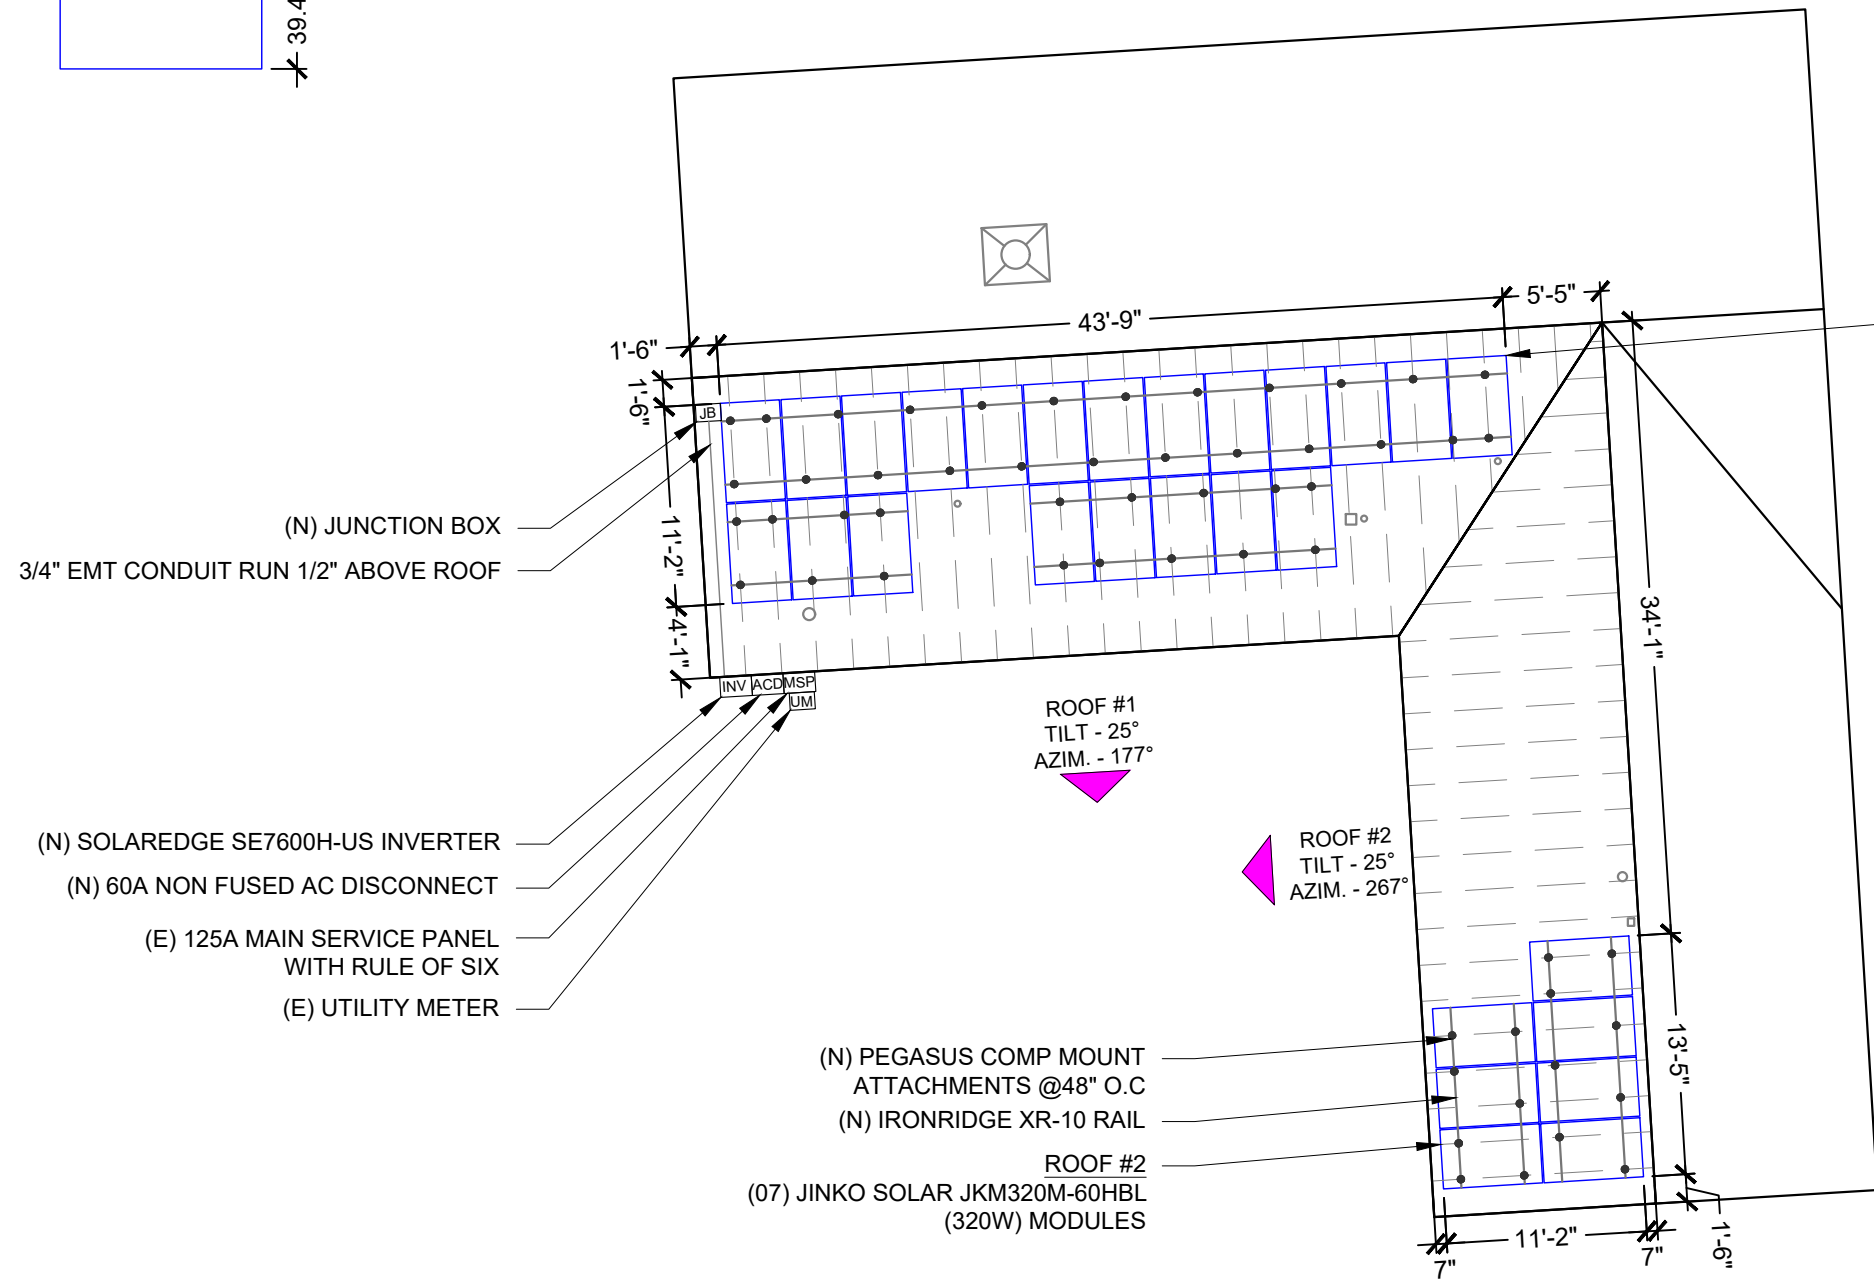 39.4
5'-5"
43'-9"
1'-6"
1'-6"
JB
(N) JUNCTION BOX
11'-2"
3/4" EMT CONDUIT RUN 1/2" ABOVE ROOF
4'-1"
34'-1"
INV ACD MSP
UM
ROOF #1
TILT - 25°
AZIM. - 177°
(N) SOLAREDGE SE7600H-US INVERTER
ROOF #2
TILT - 25°
AZIM. - 267°
(N) 60A NON FUSED AC DISCONNECT
(E) 125A MAIN SERVICE PANEL
WITH RULE OF SIX
(E) UTILITY METER
(N) PEGASUS COMP MOUNT
ATTACHMENTS @48" O.C
13'-5"
(N) IRONRIDGE XR-10 RAIL
ROOF #2
(07) JINKO SOLAR JKM320M-60HBL
(320W) MODULES
11'-2"
7"
7"
1'-6"